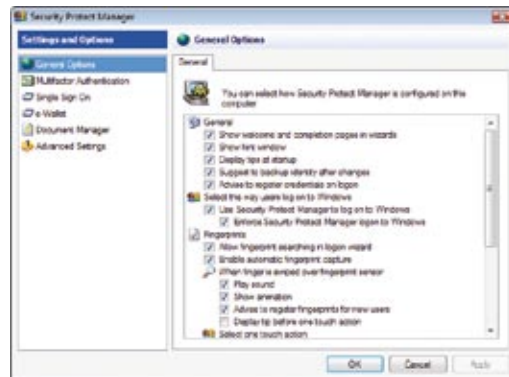 Security Protect Manager
Settings and Options
General Options
Multifactor Authentication
Single Sign On
e-Wallet
Document Manager
Advanced Settings
General Options
General
You can select how Security Protect Manager is configured on this computer
General
Show welcome and completion pages in wizards
Show hint window
Display tips at startup
Suggest to backup identity after changes
Advise to register credentials on logon
Select the way users log on to Windows
Use Security Protect Manager to log on to Windows
Enforce Security Protect Manager logon to Windows
Fingerprints
Allow fingerprint searching in logon wizard
Enable automatic fingerprint capture
When finger is swiped over fingerprint sensor
Play sound
Show animation
Advise to register fingerprints for new users
Display tip before one touch action
Select one touch action
OK
Cancel
Apply